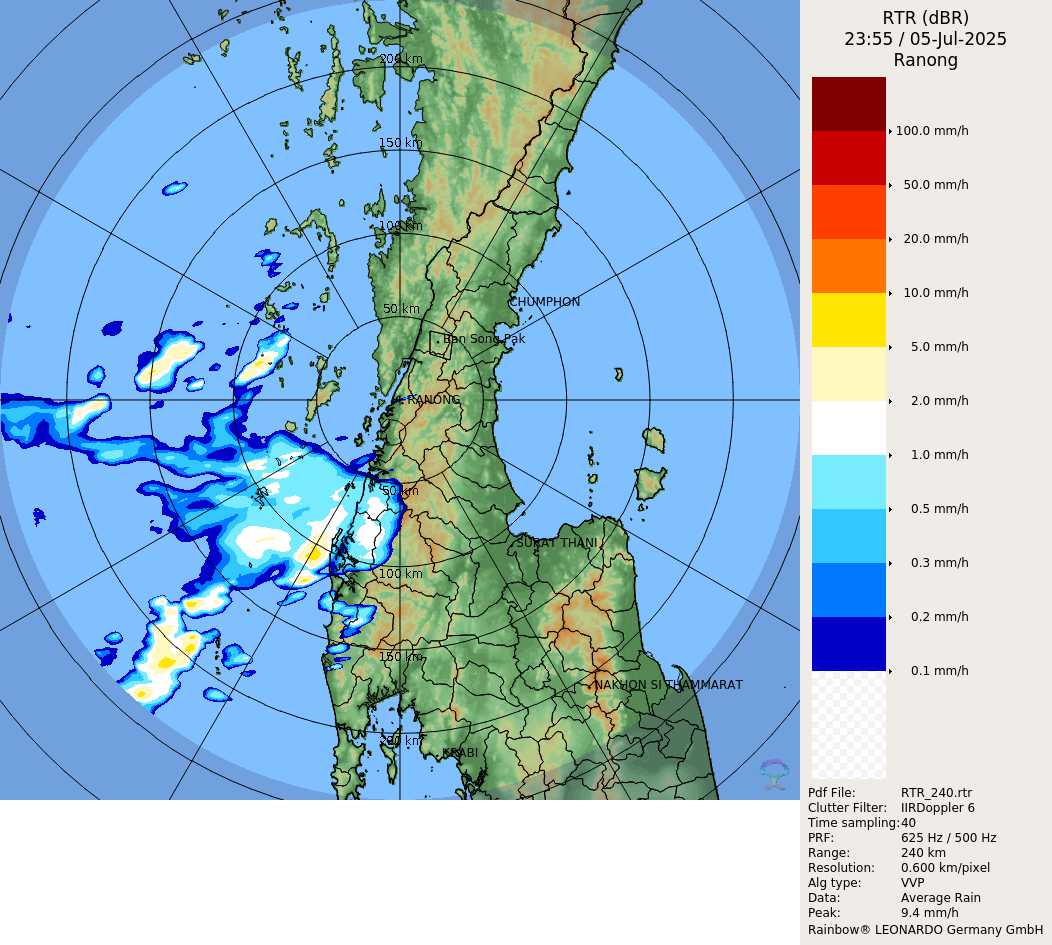 RTR (dBR)
23:55 / 05-Jul-2025
Ranong
200 km
150 km
100 km
50 km
CHUMPHON
Ban Song Pak
RANONG
50 km
SURAT THANI
100 km
150 km
NAKHON SI THAMMARAT
200 km
KRABI
100.0 mm/h
50.0 mm/h
20.0 mm/h
10.0 mm/h
5.0 mm/h
2.0 mm/h
1.0 mm/h
0.5 mm/h
0.3 mm/h
0.2 mm/h
0.1 mm/h
Pdf File: RTR_240.rtr
Clutter Filter: IIRDoppler 6
Time sampling: 40
PRF: 625 Hz / 500 Hz
Range: 240 km
Resolution: 0.600 km/pixel
Alg type: VVP
Data: Average Rain
Peak: 9.4 mm/h
Rainbow® LEONARDO Germany GmbH